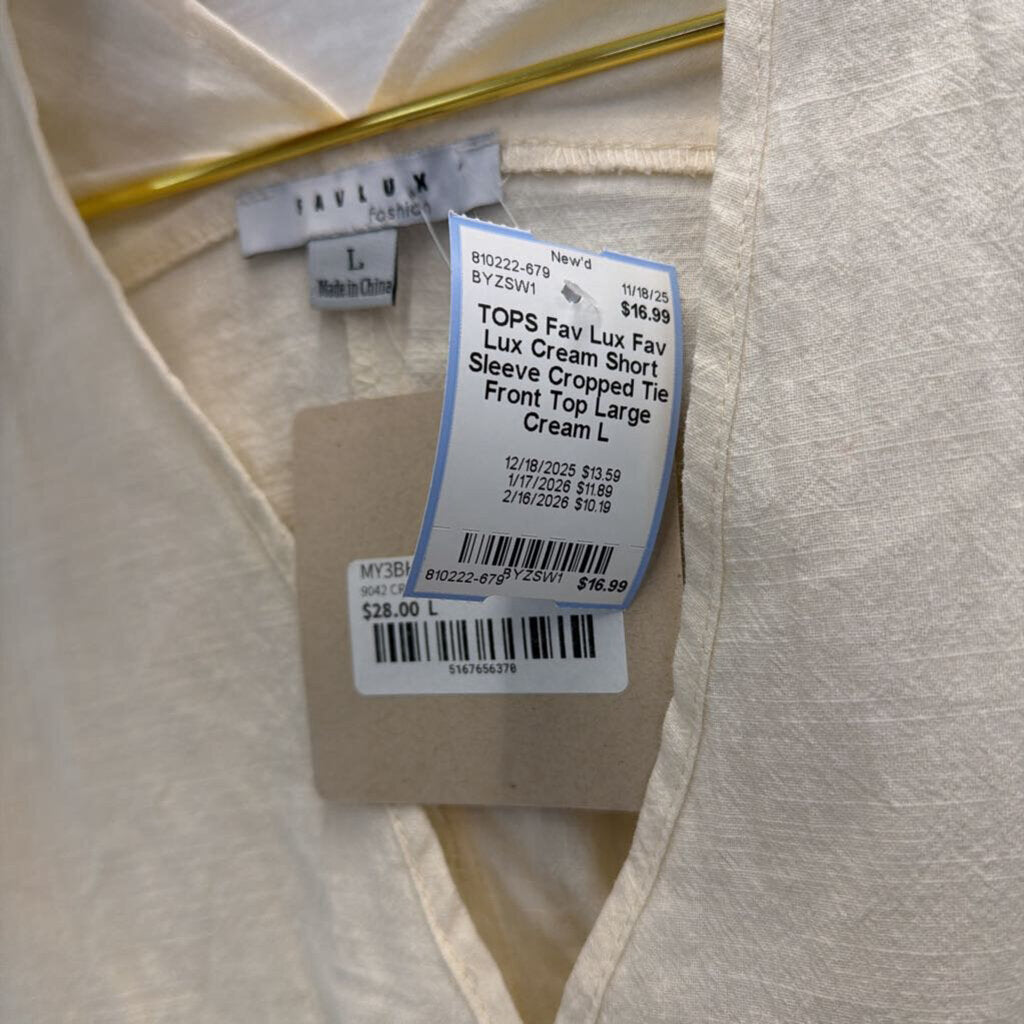 FAVLUX
fashion
L
Made in China
New'd
810222-679
BYZSW1
11/18/25
$16.99
TOPS Fav Lux Fav
Lux Cream Short
Sleeve Cropped Tie
Front Top Large
Cream L
12/18/2025 $13.59
1/17/2026 $11.89
2/16/2026 $10.19
810222-679 BYZSW1 $16.99
9042
$28.00 L
5167656370